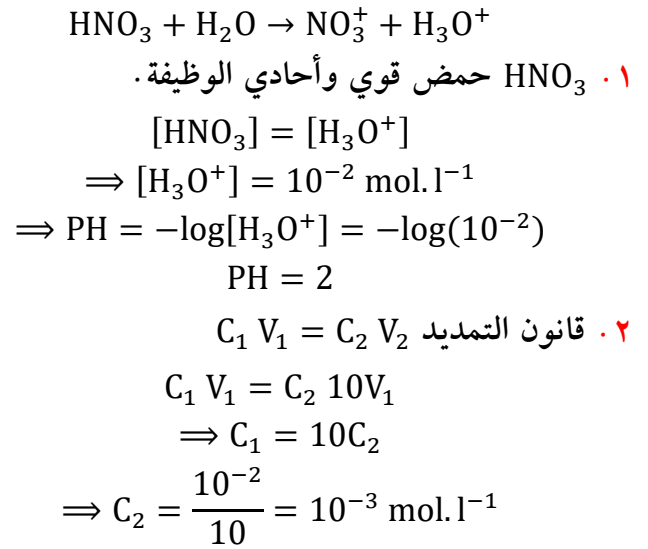 HNO₃ + H₂O → NO₃⁺ + H₃O⁺
١. HNO₃ حمض قوي وأحادي الوظيفة.
[HNO₃] = [H₃O⁺]
⟹ [H₃O⁺] = 10⁻² mol.l⁻¹
⟹ PH = −log[H₃O⁺] = −log(10⁻²)
PH = 2
٢. قانون التمديد C₁ V₁ = C₂ V₂
C₁ V₁ = C₂ 10V₁
⟹ C₁ = 10C₂
⟹ C₂ = 10⁻²/10 = 10⁻³ mol.l⁻¹